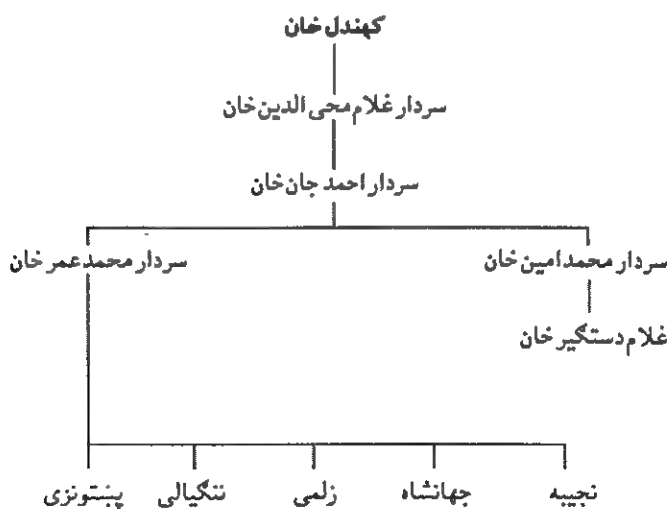 کهندل خان
سردار غلام محی الدین خان
سردار احمد جان خان
سردار محمد امین خان
سردار محمد عمر خان
غلام دستگیر خان
نجیبه
جهانشاه
زلمی
ننگیالی
پښتونزی